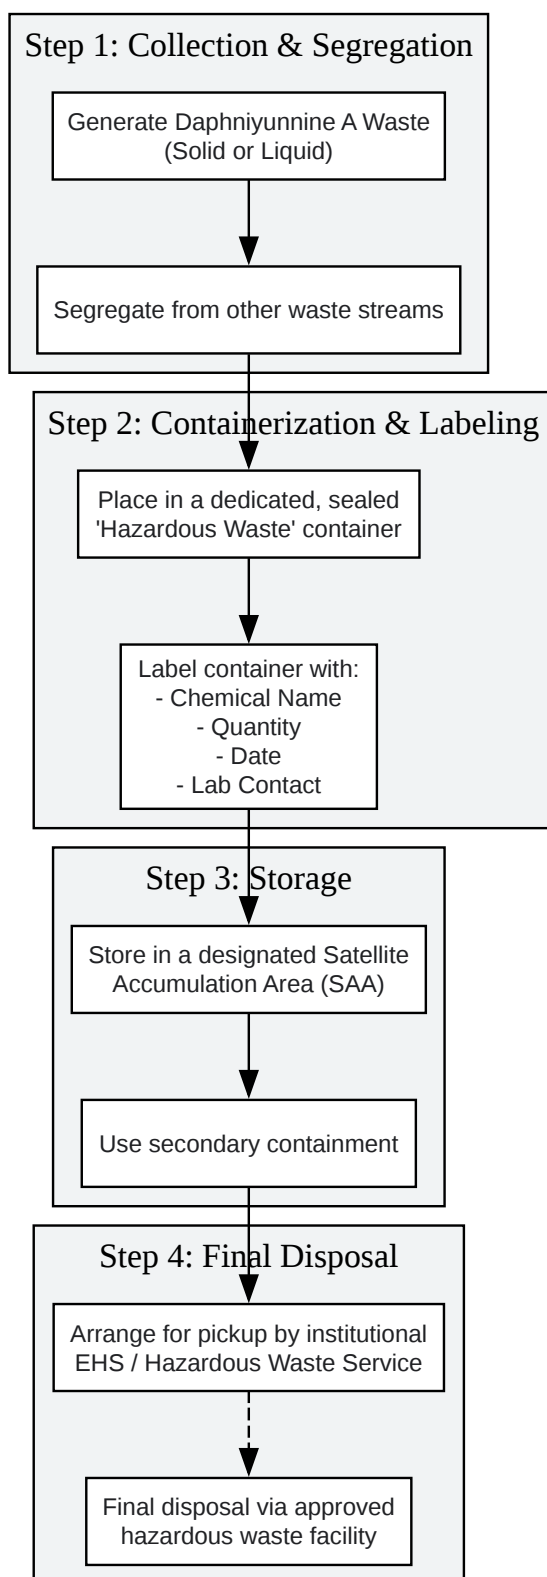 Step 1: Collection & Segregation
Generate Daphniyunnine A Waste
(Solid or Liquid)
Segregate from other waste streams
Step 2: Containerization & Labeling
Place in a dedicated, sealed
'Hazardous Waste' container
Label container with:
- Chemical Name
- Quantity
- Date
- Lab Contact
Step 3: Storage
Store in a designated Satellite
Accumulation Area (SAA)
Use secondary containment
Step 4: Final Disposal
Arrange for pickup by institutional
EHS / Hazardous Waste Service
Final disposal via approved
hazardous waste facility